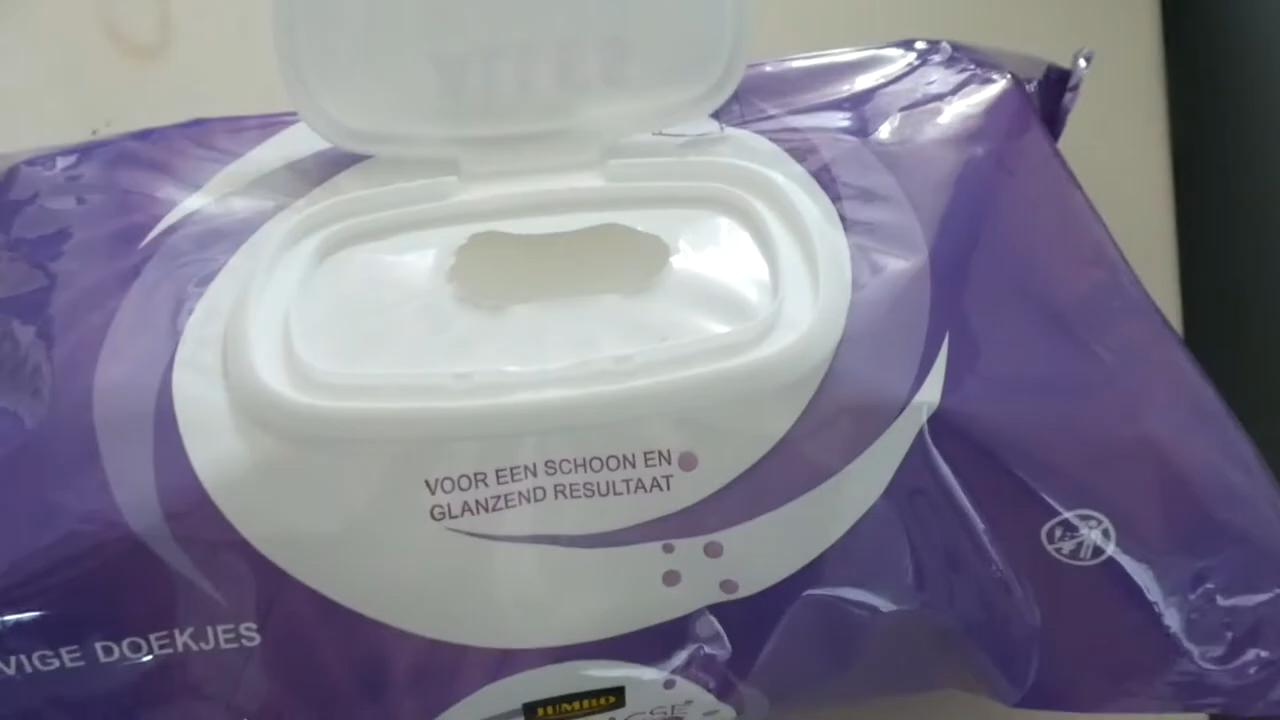 VOOR EEN SCHOON EN
GLANZEND RESULTAAT
VIGE DOEKJES
JUMBO